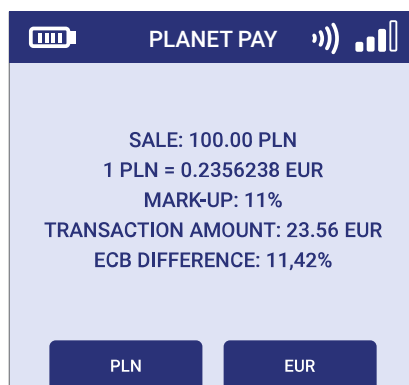 PLANET PAY
SALE: 100.00 PLN
1 PLN = 0.2356238 EUR
MARK-UP: 11%
TRANSACTION AMOUNT: 23.56 EUR
ECB DIFFERENCE: 11,42%
PLN EUR